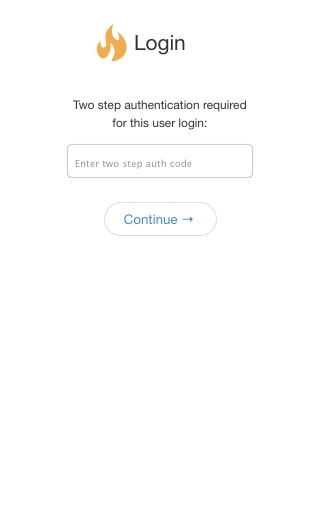 Login
Two step authentication required
for this user login:
Enter two step auth code
Continue →